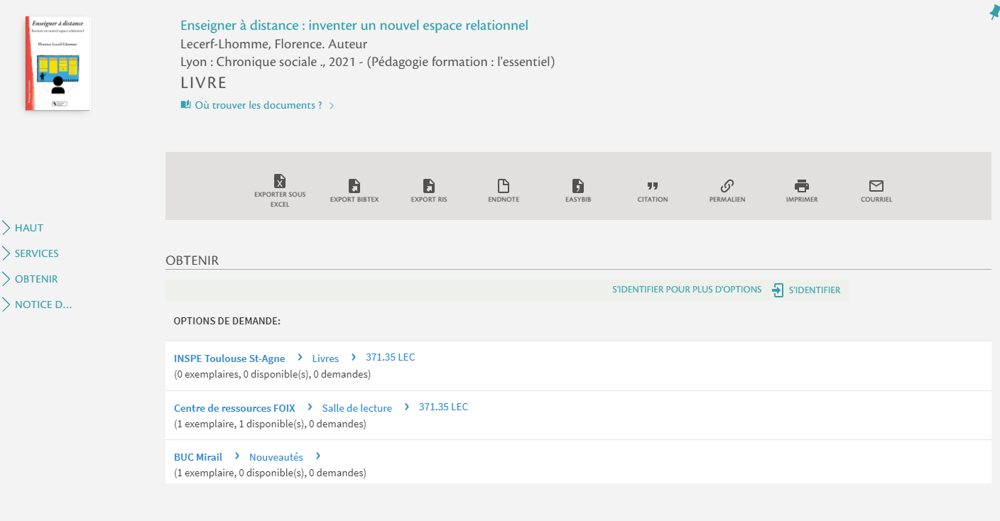 Enseigner à distance
Inventer un nouvel espace relationnel
Florence Lecerf-Lhomme
Enseigner à distance : inventer un nouvel espace relationnel
Lecerf-Lhomme, Florence. Auteur
Lyon : Chronique sociale ., 2021 - (Pédagogie formation : l'essentiel)
LIVRE
Où trouver les documents ?
EXPORTER SOUS
EXCEL
EXPORT BIBTEX
EXPORT RIS
ENDNOTE
EASYBIB
CITATION
PERMALIEN
IMPRIMER
COURRIEL
HAUT
SERVICES
OBTENIR
NOTICE D...
OBTENIR
S'IDENTIFIER POUR PLUS D'OPTIONS S'IDENTIFIER
OPTIONS DE DEMANDE:
INSPE Toulouse St-Agne Livres 371.35 LEC
(0 exemplaires, 0 disponible(s), 0 demandes)
Centre de ressources FOIX Salle de lecture 371.35 LEC
(1 exemplaire, 1 disponible(s), 0 demandes)
BUC Mirail Nouveautés
(1 exemplaire, 0 disponible(s), 0 demandes)